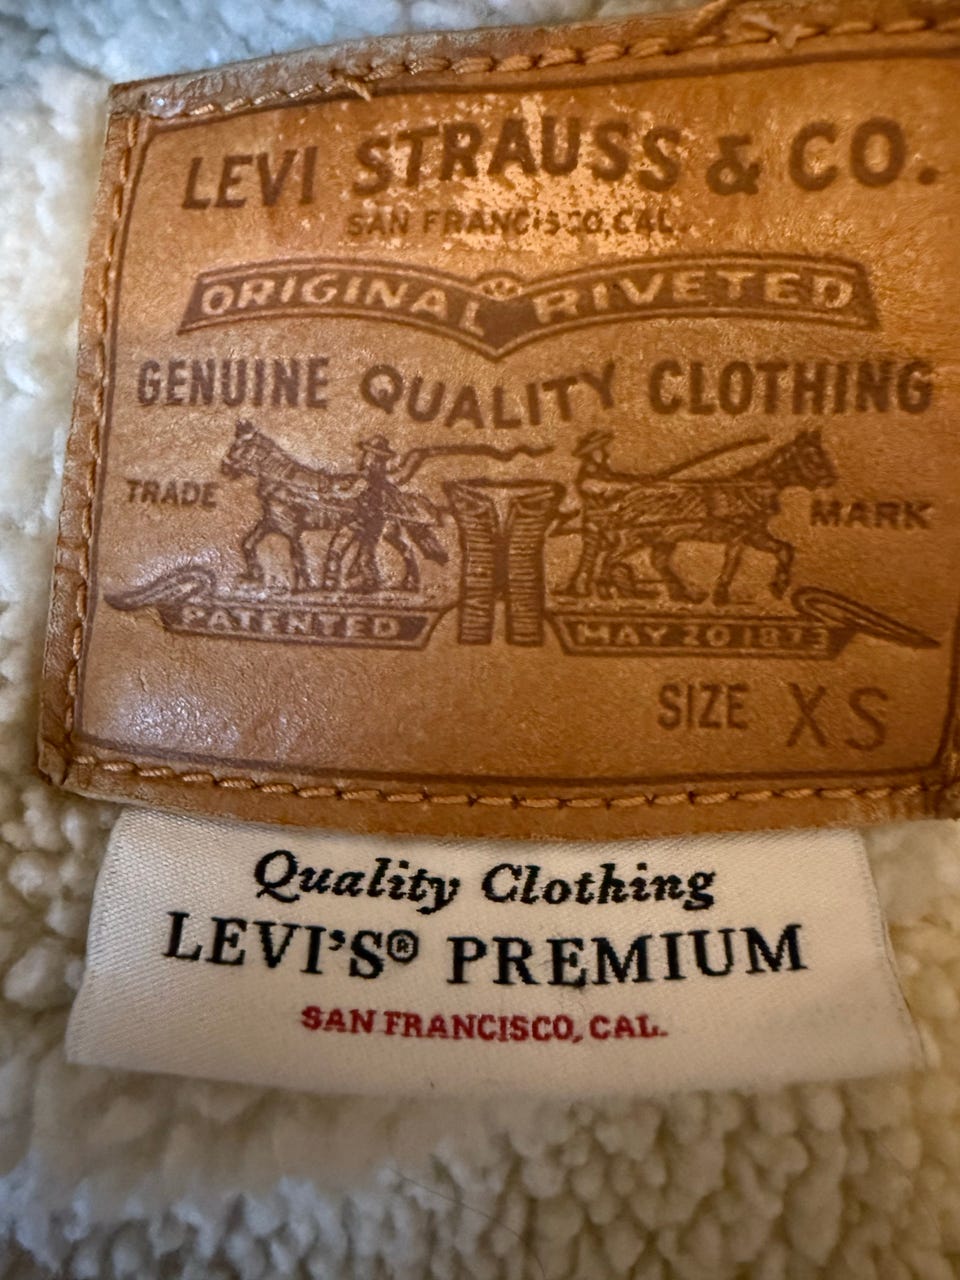 LEVI STRAUSS & CO.
SAN FRANCISCO, CAL.
ORIGINAL RIVETED
GENUINE QUALITY CLOTHING
TRADE MARK
PATENTED MAY 20 1873
SIZE XS
Quality Clothing
LEVI'S® PREMIUM
SAN FRANCISCO, CAL.